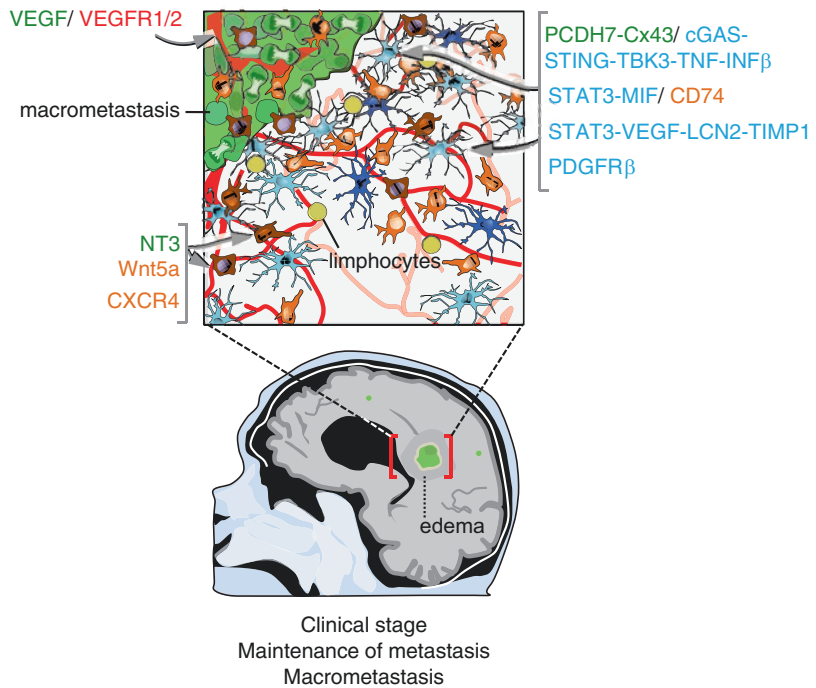 VEGF/ VEGFR1/2
macrometastasis
PCDH7-Cx43/ cGAS-
STING-TBK3-TNF-INFβ
STAT3-MIF/ CD74
STAT3-VEGF-LCN2-TIMP1
PDGFRβ
NT3
Wnt5a
CXCR4
limphocytes
edema
Clinical stage
Maintenance of metastasis
Macrometastasis